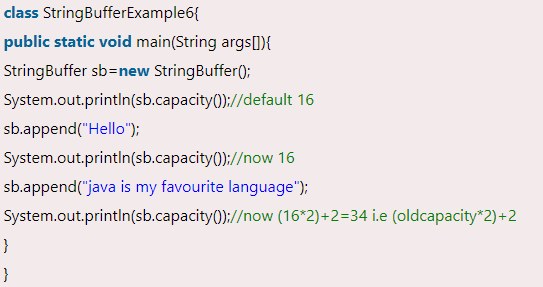 class StringBufferExample6{
public static void main(String args[]){
StringBuffer sb=new StringBuffer();
System.out.println(sb.capacity());//default 16
sb.append("Hello");
System.out.println(sb.capacity());//now 16
sb.append("java is my favourite language");
System.out.println(sb.capacity());//now (16*2)+2=34 i.e (oldcapacity*2)+2
}
}